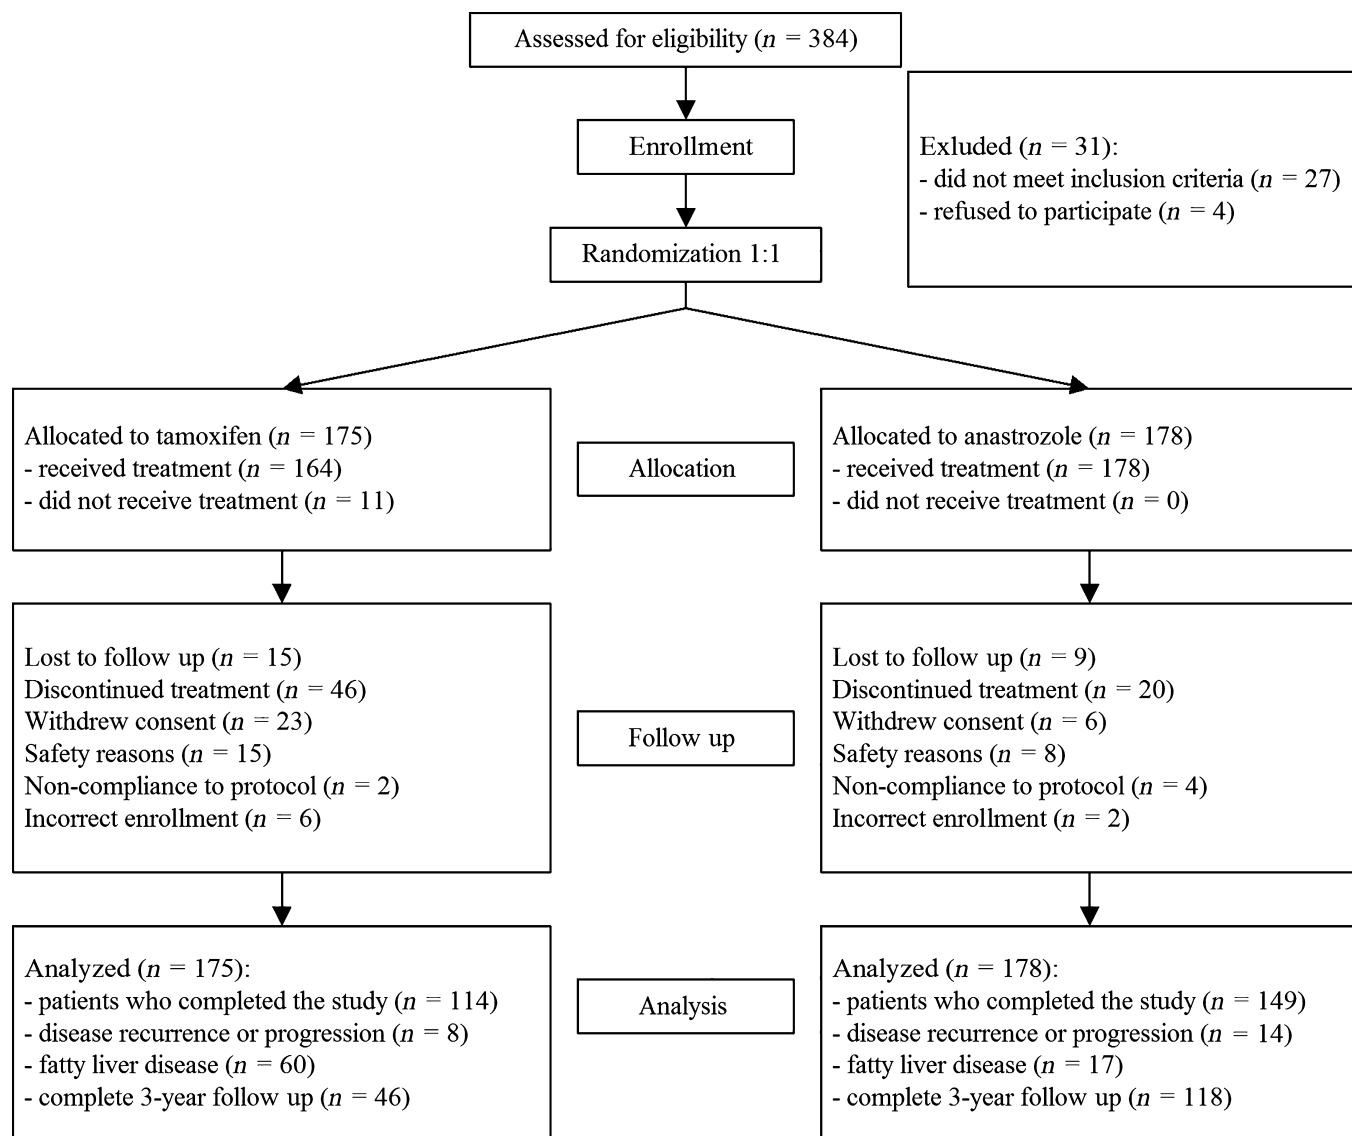 Assessed for eligibility (n = 384)
Enrollment
Exluded (n = 31):
- did not meet inclusion criteria (n = 27)
- refused to participate (n = 4)
Randomization 1:1
Allocated to tamoxifen (n = 175)
- received treatment (n = 164)
- did not receive treatment (n = 11)
Allocation
Allocated to anastrozole (n = 178)
- received treatment (n = 178)
- did not receive treatment (n = 0)
Lost to follow up (n = 15)
Discontinued treatment (n = 46)
Withdrew consent (n = 23)
Safety reasons (n = 15)
Non-compliance to protocol (n = 2)
Incorrect enrollment (n = 6)
Follow up
Lost to follow up (n = 9)
Discontinued treatment (n = 20)
Withdrew consent (n = 6)
Safety reasons (n = 8)
Non-compliance to protocol (n = 4)
Incorrect enrollment (n = 2)
Analyzed (n = 175):
- patients who completed the study (n = 114)
- disease recurrence or progression (n = 8)
- fatty liver disease (n = 60)
- complete 3-year follow up (n = 46)
Analysis
Analyzed (n = 178):
- patients who completed the study (n = 149)
- disease recurrence or progression (n = 14)
- fatty liver disease (n = 17)
- complete 3-year follow up (n = 118)